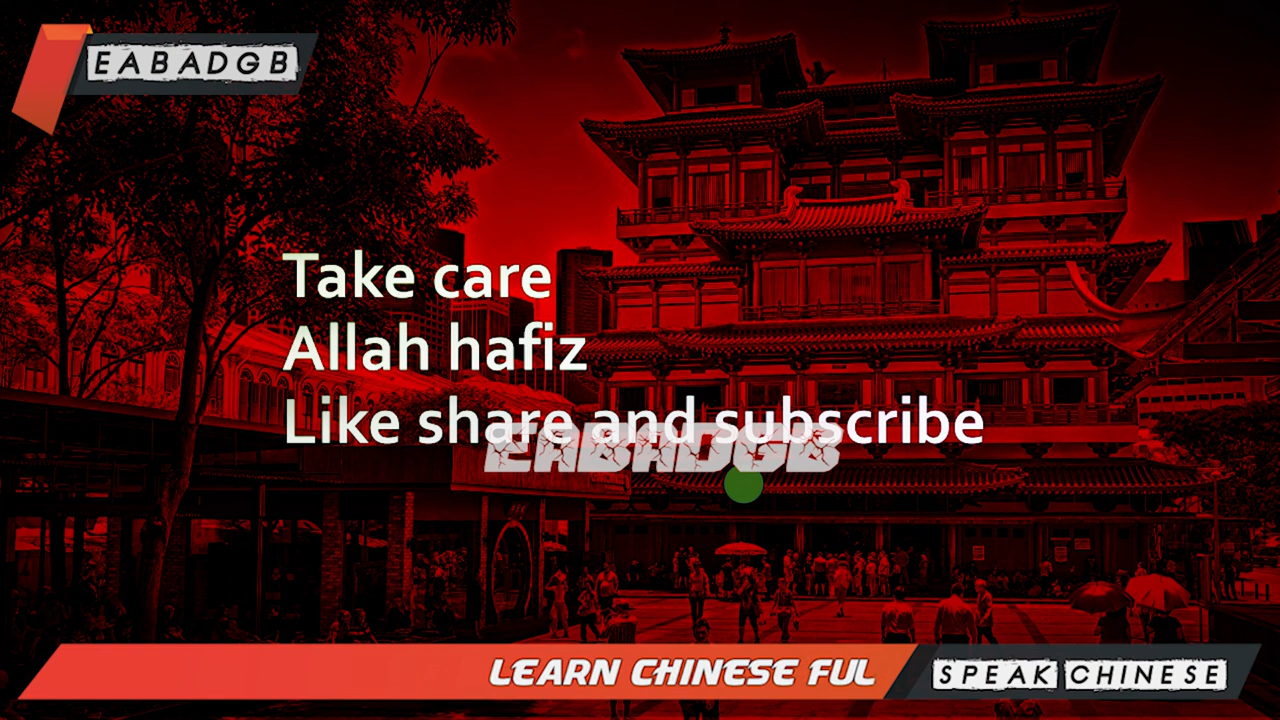 EABADGB
Take care
Allah hafiz
Like share and subscribe
EABADGB
LEARN CHINESE FUL
SPEAK CHINESE